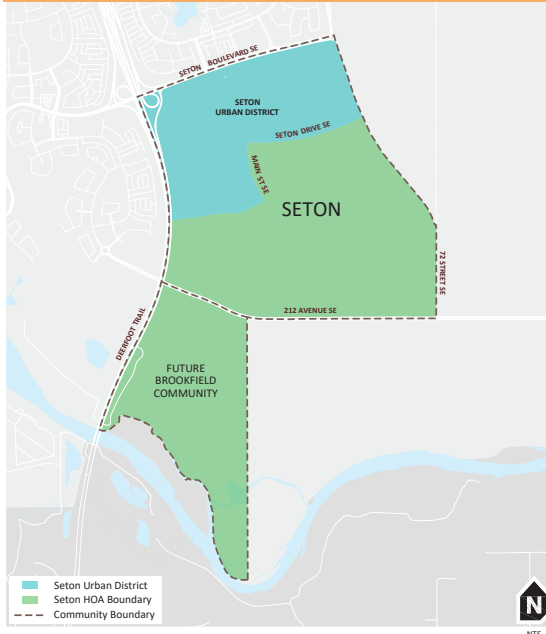 SETON BOULEVARD SE
SETON
URBAN DISTRICT
SETON DRIVE SE
MAIN ST SE
SETON
72 STREET SE
212 AVENUE SE
DEERFOOT TRAIL
FUTURE
BROOKFIELD
COMMUNITY
Seton Urban District
Seton HOA Boundary
Community Boundary
N
NTS